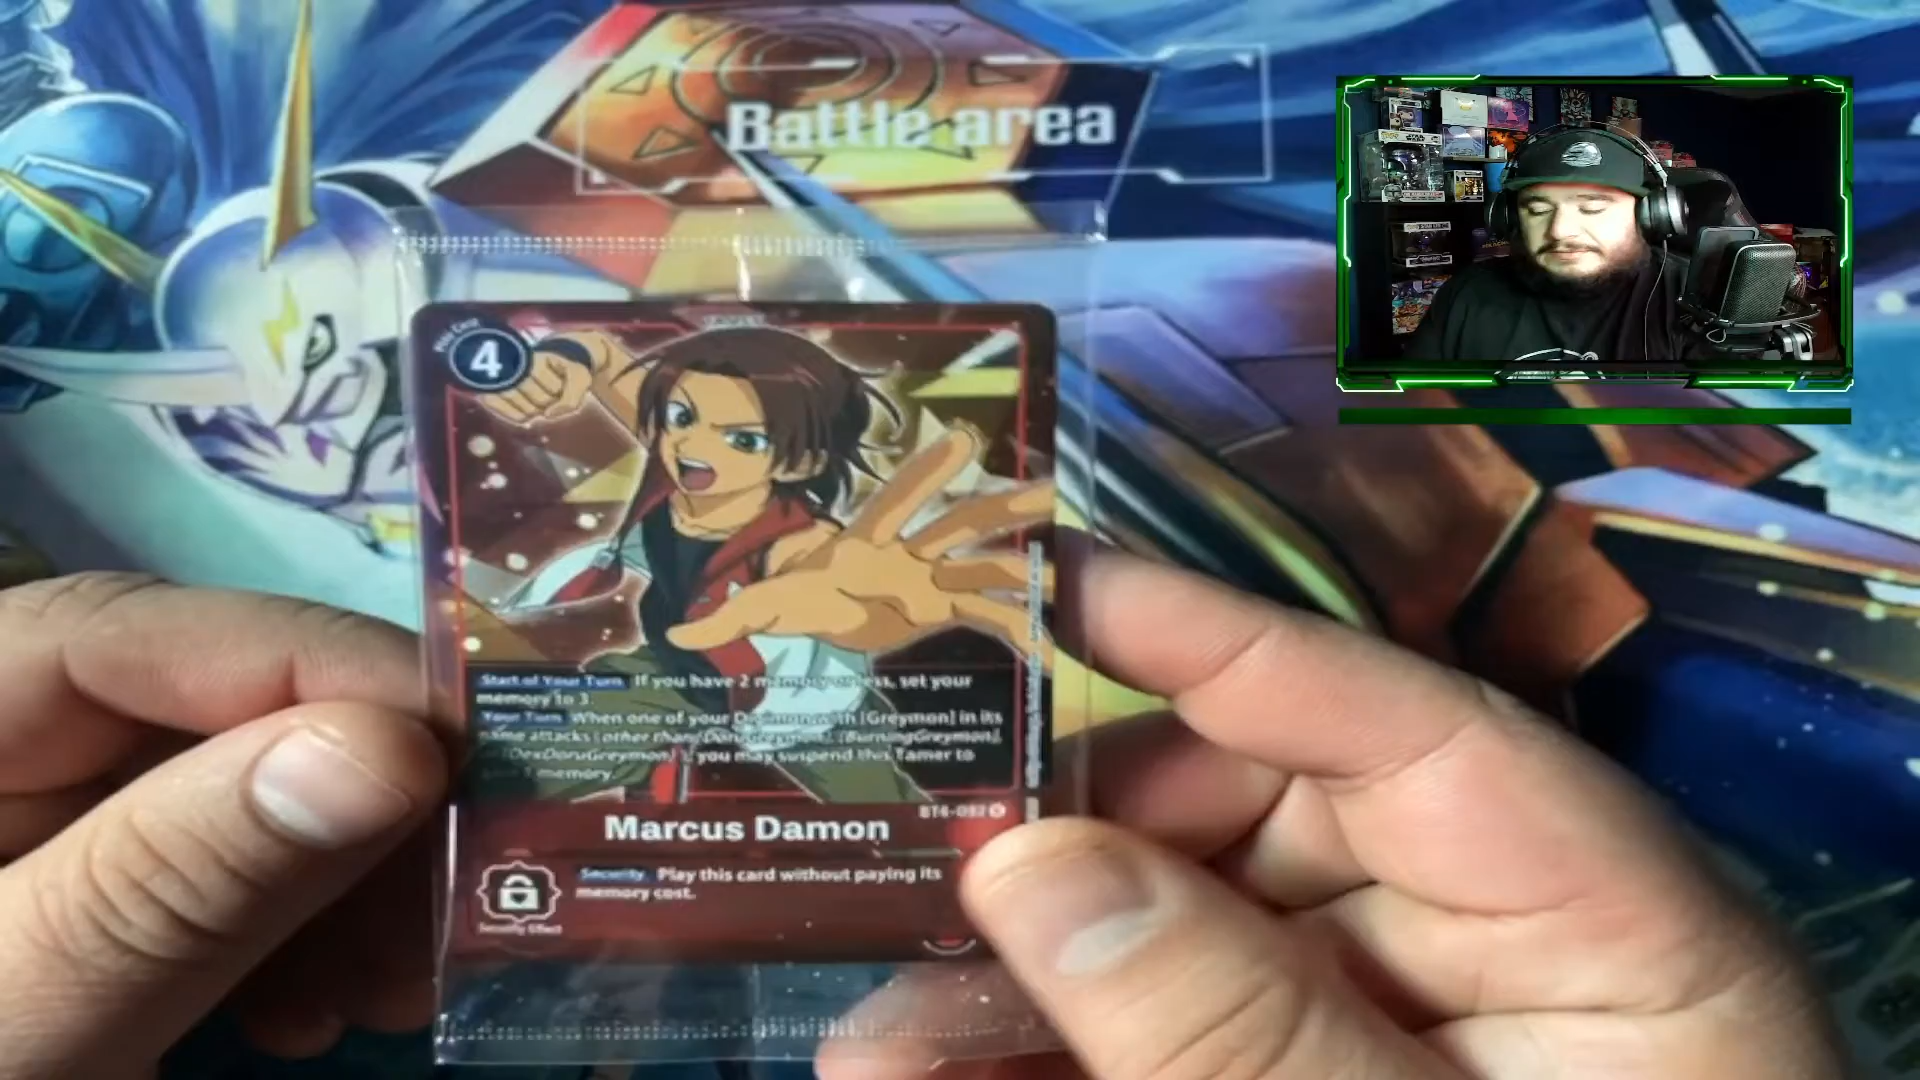 Battle area
4
Start of Your Turn If you have 2 memory or less, set your
memory to 3.
Your Turn When one of your Digimon with [Greymon] in its
name attacks (other than [DoruGreymon], [BurningGreymon],
[DexDoruGreymon]), you may suspend this Tamer to
gain 1 memory.
BT4-092 R
Marcus Damon
Security Play this card without paying its
memory cost.
Security Effect